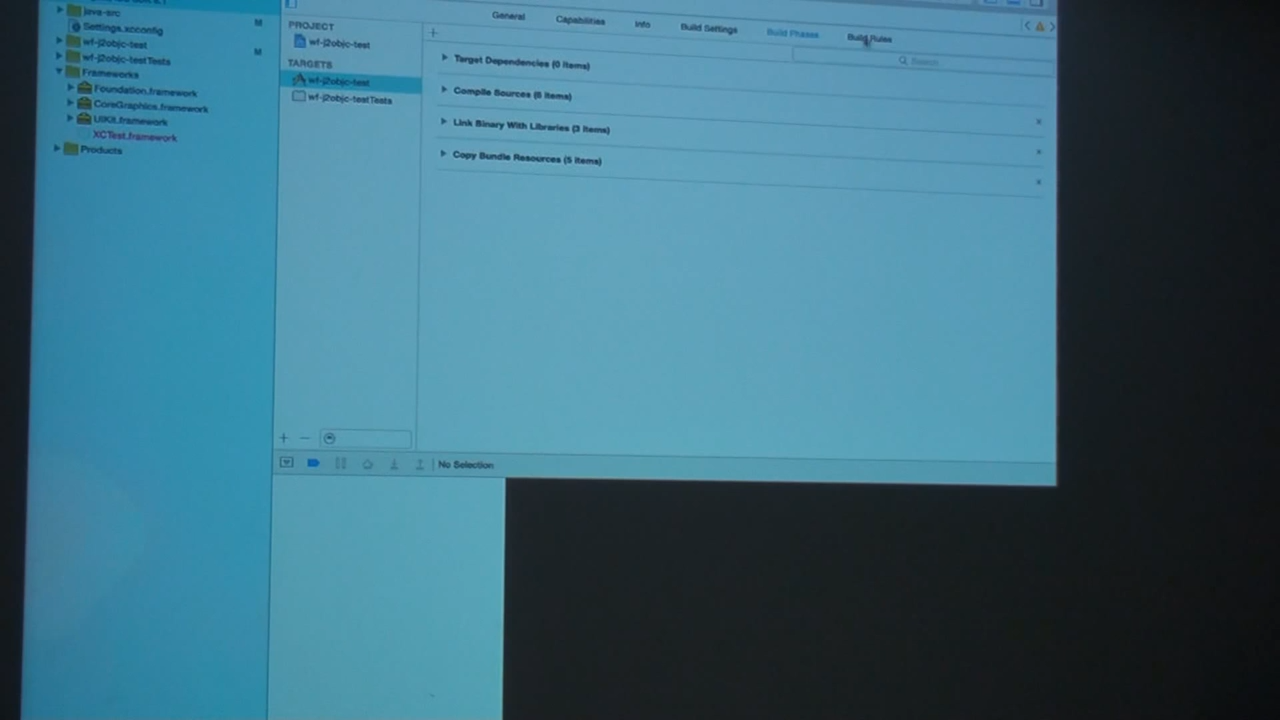 java-src
Settings.xcconfig
M
wf-j2objc-test
wf-j2objc-testTests
M
Frameworks
Foundation.framework
CoreGraphics.framework
UIKit.framework
XCTest.framework
Products
PROJECT
wf-j2objc-test
TARGETS
wf-j2objc-test
wf-j2objc-testTests
General Capabilities Info Build Settings Build Phases Build Rules
Search
Target Dependencies (0 items)
Compile Sources (6 items)
Link Binary With Libraries (3 items)
Copy Bundle Resources (5 items)
No Selection